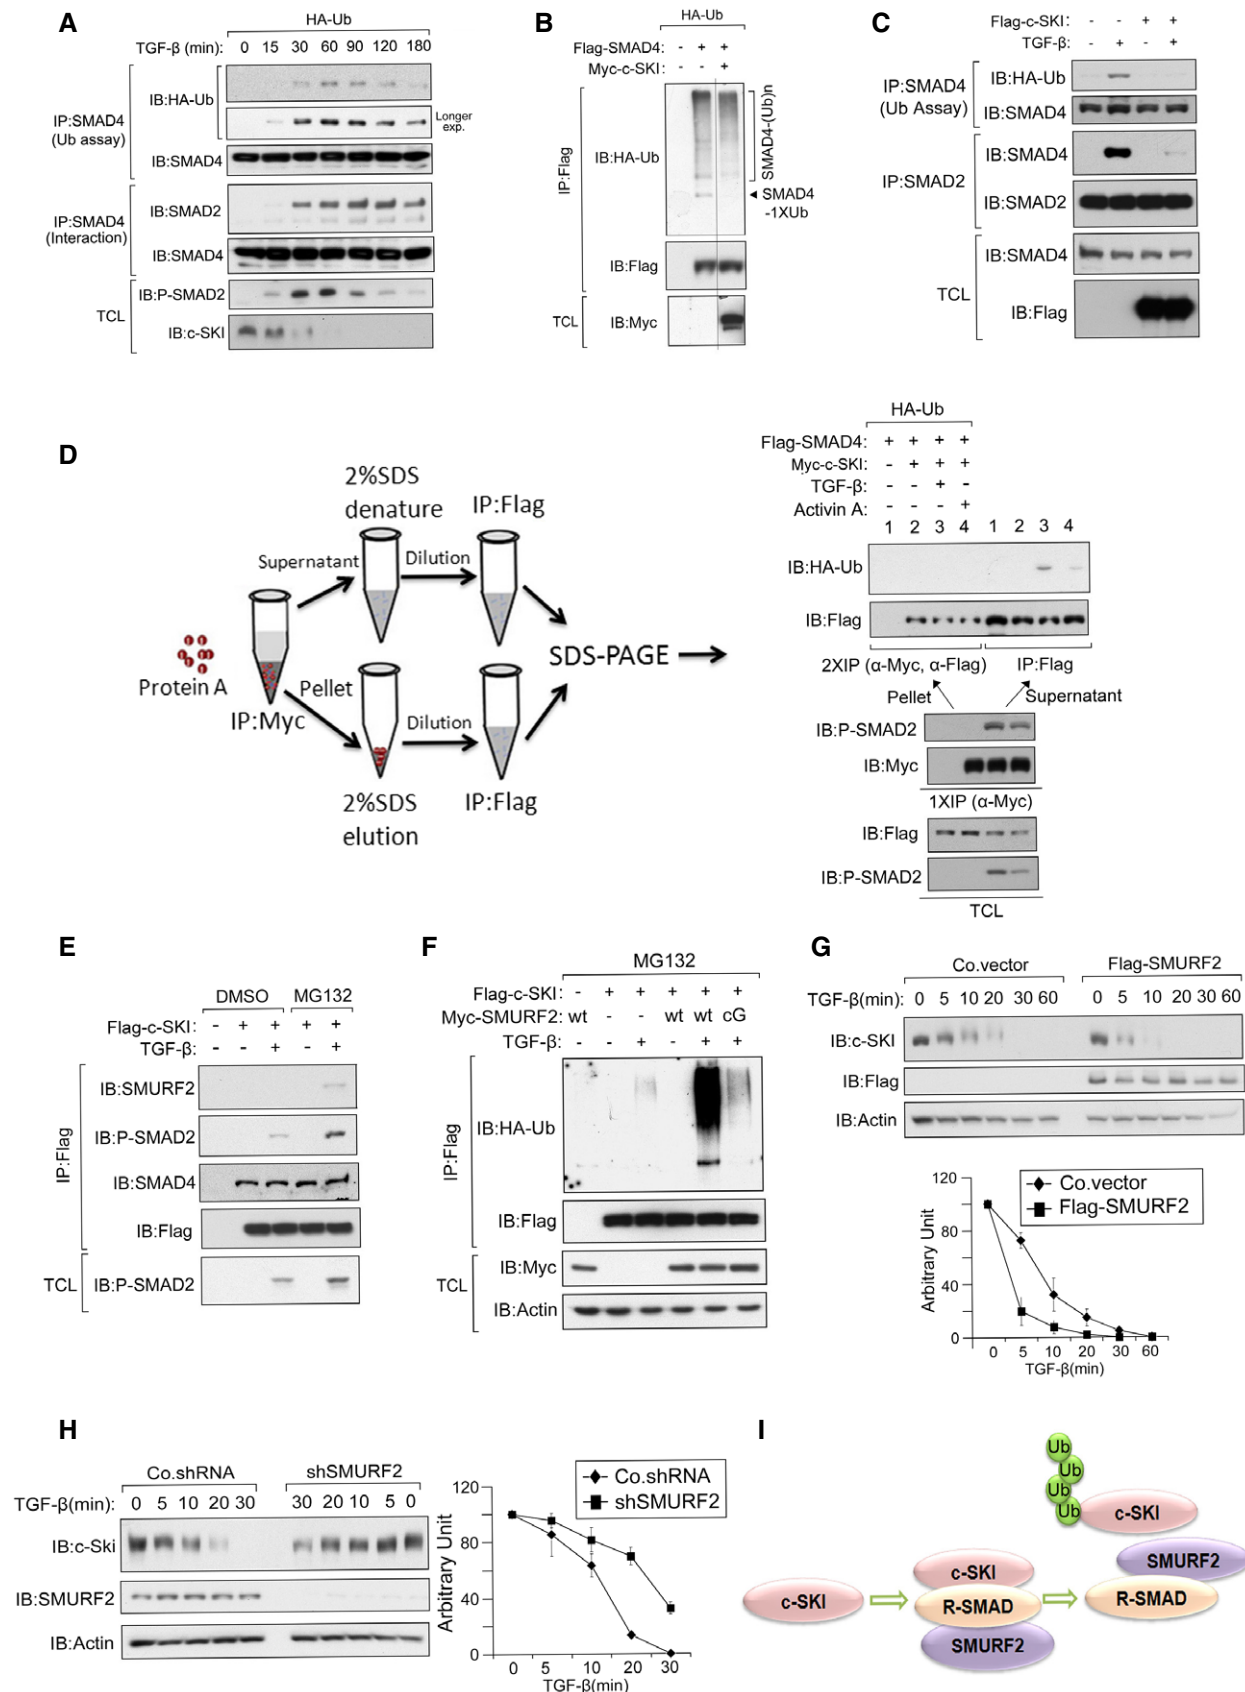 A
HA-Ub
TGF-β (min): 0 15 30 60 90 120 180
IP:SMAD4 (Ub assay)
IB:HA-Ub
Longer exp.
IB:SMAD4
IP:SMAD4 (Interaction)
IB:SMAD2
IB:SMAD4
TCL
IB:P-SMAD2
IB:c-SKI
B
HA-Ub
Flag-SMAD4: - + +
Myc-c-SKI: - - +
IP:Flag
IB:HA-Ub
SMAD4-(Ub)n
SMAD4
-1XUb
IB:Flag
TCL
IB:Myc
C
Flag-c-SKI: - - + +
TGF-β: - + - +
IP:SMAD4 (Ub Assay)
IB:HA-Ub
IB:SMAD4
IP:SMAD2
IB:SMAD4
IB:SMAD2
TCL
IB:SMAD4
IB:Flag
D
Protein A
IP:Myc
Supernatant
2%SDS
denature
Dilution
IP:Flag
Pellet
2%SDS
elution
Dilution
IP:Flag
SDS-PAGE
HA-Ub
Flag-SMAD4: + + + +
Myc-c-SKI: - + + +
TGF-β: - - + -
Activin A: - - - +
1 2 3 4 1 2 3 4
IB:HA-Ub
IB:Flag
2XIP (α-Myc, α-Flag) IP:Flag
Pellet Supernatant
IB:P-SMAD2
IB:Myc
1XIP (α-Myc)
IB:Flag
IB:P-SMAD2
TCL
E
DMSO MG132
Flag-c-SKI: - + + + +
TGF-β: - - + - +
IP:Flag
IB:SMURF2
IB:P-SMAD2
IB:SMAD4
IB:Flag
TCL
IB:P-SMAD2
F
MG132
Flag-c-SKI: - + + + + +
Myc-SMURF2: wt - - wt wt cG
TGF-β: - - + - + +
IP:Flag
IB:HA-Ub
IB:Flag
TCL
IB:Myc
IB:Actin
G
Co.vector Flag-SMURF2
TGF-β(min): 0 5 10 20 30 60 0 5 10 20 30 60
IB:c-SKI
IB:Flag
IB:Actin
Co.vector
Flag-SMURF2
Arbitrary Unit
120
80
40
0
0 5 10 20 30 60
TGF-β(min)
H
Co.shRNA shSMURF2
TGF-β(min): 0 5 10 20 30 30 20 10 5 0
IB:c-Ski
IB:SMURF2
IB:Actin
Co.shRNA
shSMURF2
Arbitrary Unit
120
80
40
0
0 5 10 20 30
TGF-β(min)
I
c-SKI
c-SKI
R-SMAD
SMURF2
Ub
Ub
Ub
Ub
c-SKI
SMURF2
R-SMAD